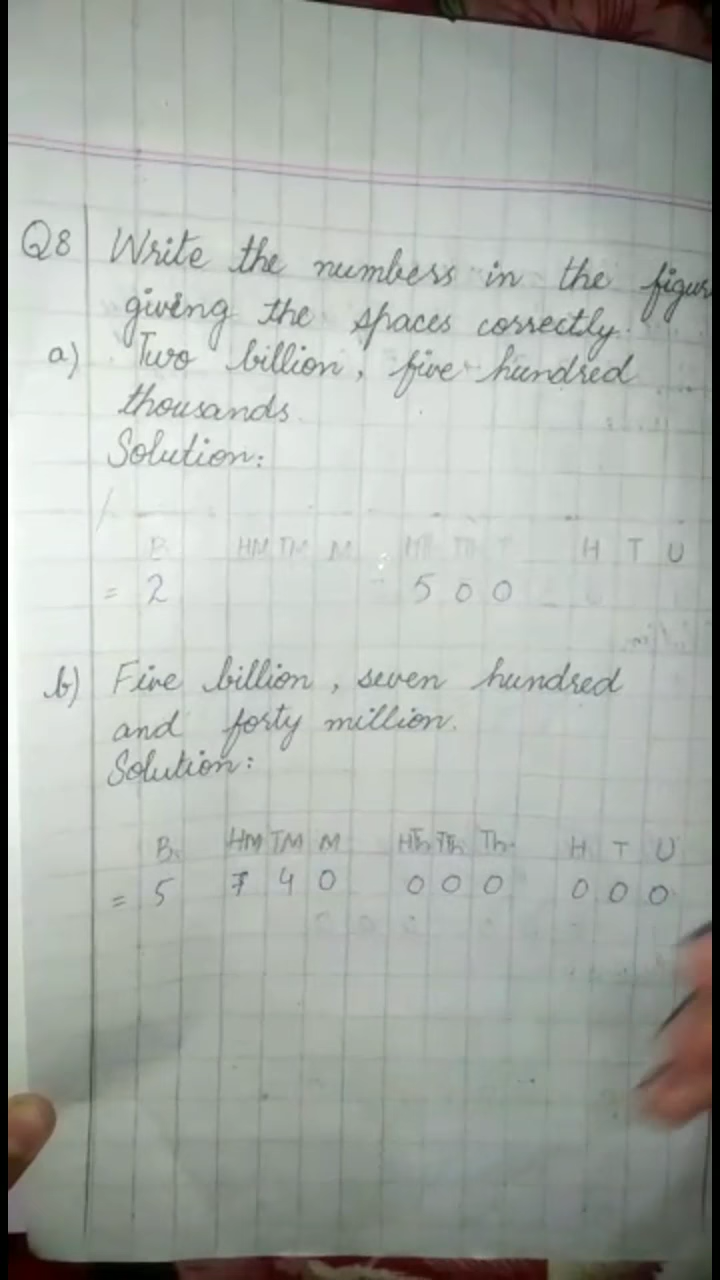 Q8 Write the numbers in the figur
giving the spaces correctly.
a) Two billion, five hundred
thousands.
Solution:
B HM TM M HTh TTh T H T U
= 2 5 0 0
b) Five billion, seven hundred
and forty million.
Solution:
B. HM TM M HTh TTh Th H T U
= 5 7 4 0 0 0 0 0 0 0